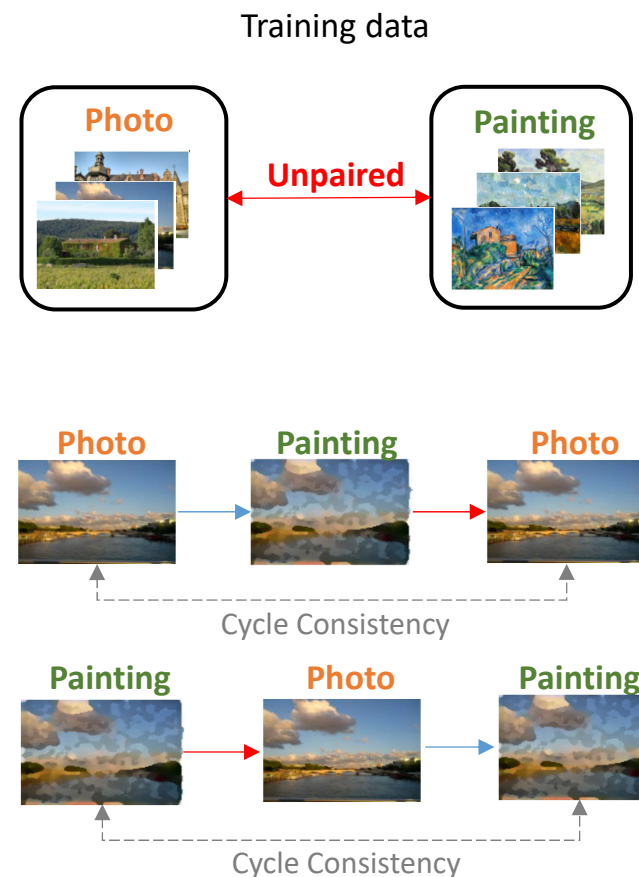 Training data
Photo
Unpaired
Painting
Photo
Painting
Photo
Cycle Consistency
Painting
Photo
Painting
Cycle Consistency